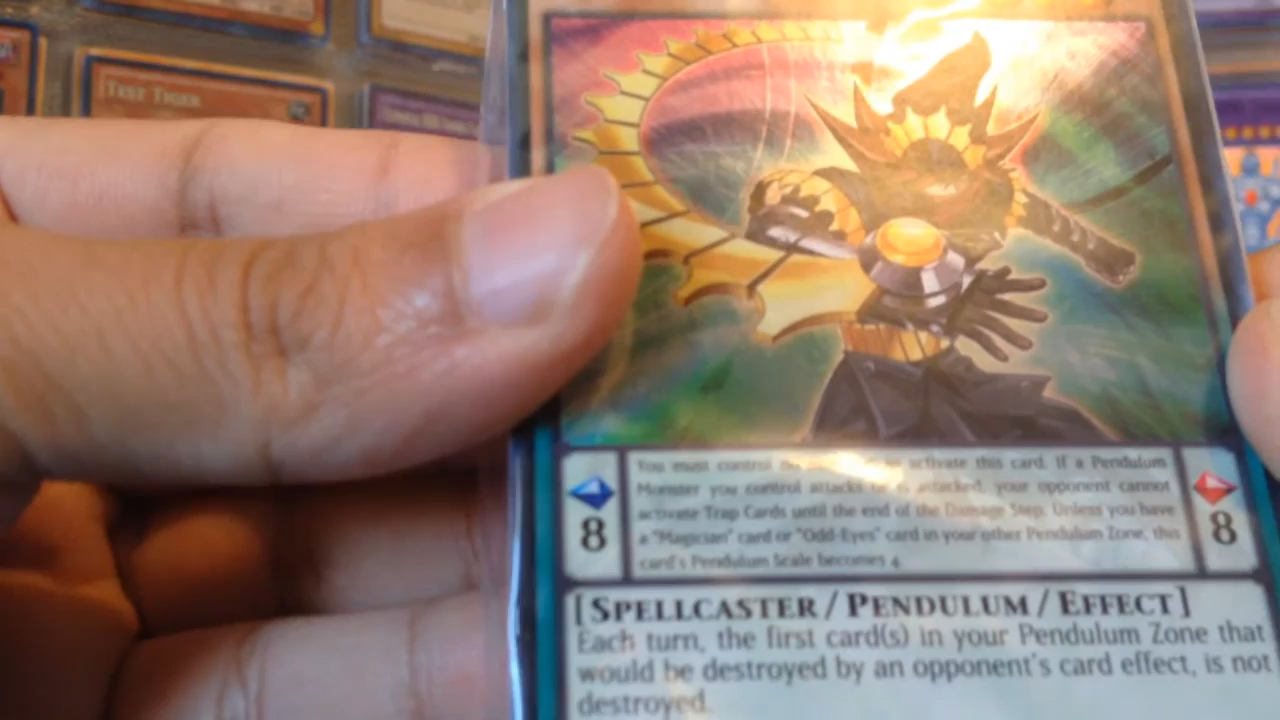 TEST TIGER
You must control no monsters to activate this card. If a Pendulum
Monster you control attacks or is attacked, your opponent cannot
activate Trap Cards until the end of the Damage Step. Unless you have
a "Magician" card or "Odd-Eyes" card in your other Pendulum Zone, this
card's Pendulum Scale becomes 4.
8
8
[SPELLCASTER/PENDULUM/EFFECT]
Each turn, the first card(s) in your Pendulum Zone that
would be destroyed by an opponent's card effect, is not
destroyed.